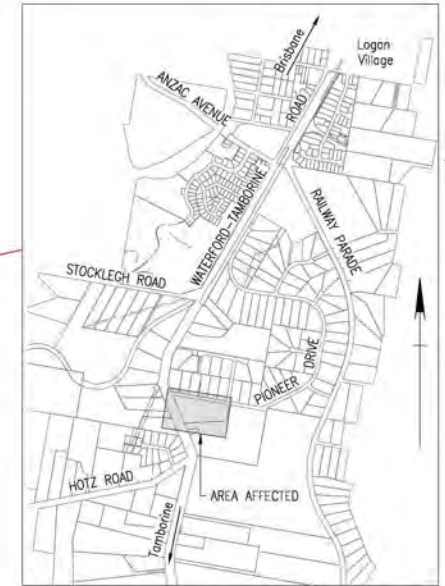 Brisbane
Logan
Village
ANZAC AVENUE
WATERFORD-TAMBORINE ROAD
RAILWAY PARADE
STOCKLEGH ROAD
PIONEER DRIVE
HOTZ ROAD
AREA AFFECTED
Tamborine